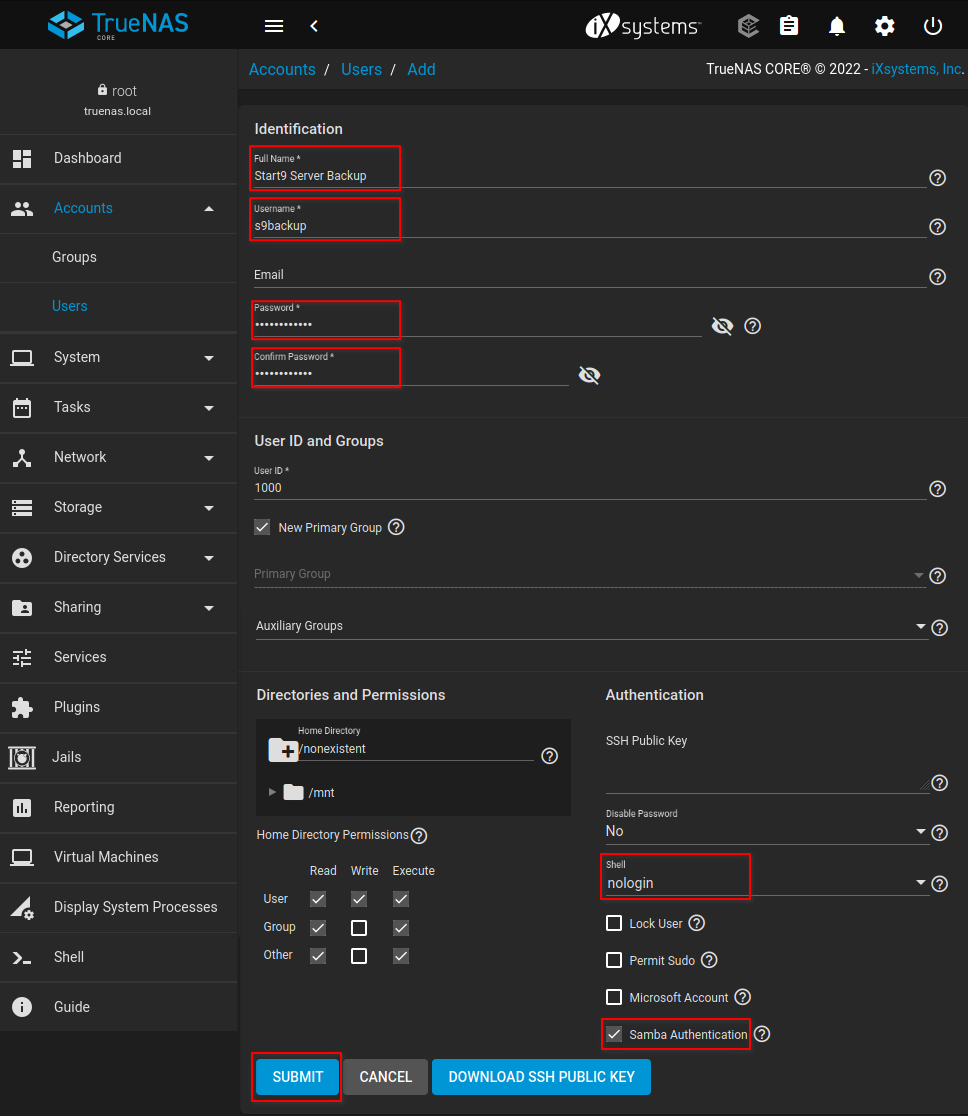 TrueNAS
CORE
iXsystems
root
truenas.local
Dashboard
Accounts
Groups
Users
System
Tasks
Network
Storage
Directory Services
Sharing
Services
Plugins
Jails
Reporting
Virtual Machines
Display System Processes
Shell
Guide
Accounts / Users / Add
TrueNAS CORE® © 2022 - iXsystems, Inc.
Identification
Full Name *
Start9 Server Backup
Username *
s9backup
Email
Password *
••••••••••••
Confirm Password *
••••••••••••
User ID and Groups
User ID *
1000
New Primary Group
Primary Group
Auxiliary Groups
Directories and Permissions
Home Directory
/nonexistent
/mnt
Home Directory Permissions
Read Write Execute
User
Group
Other
Authentication
SSH Public Key
Disable Password
No
Shell
nologin
Lock User
Permit Sudo
Microsoft Account
Samba Authentication
SUBMIT
CANCEL
DOWNLOAD SSH PUBLIC KEY